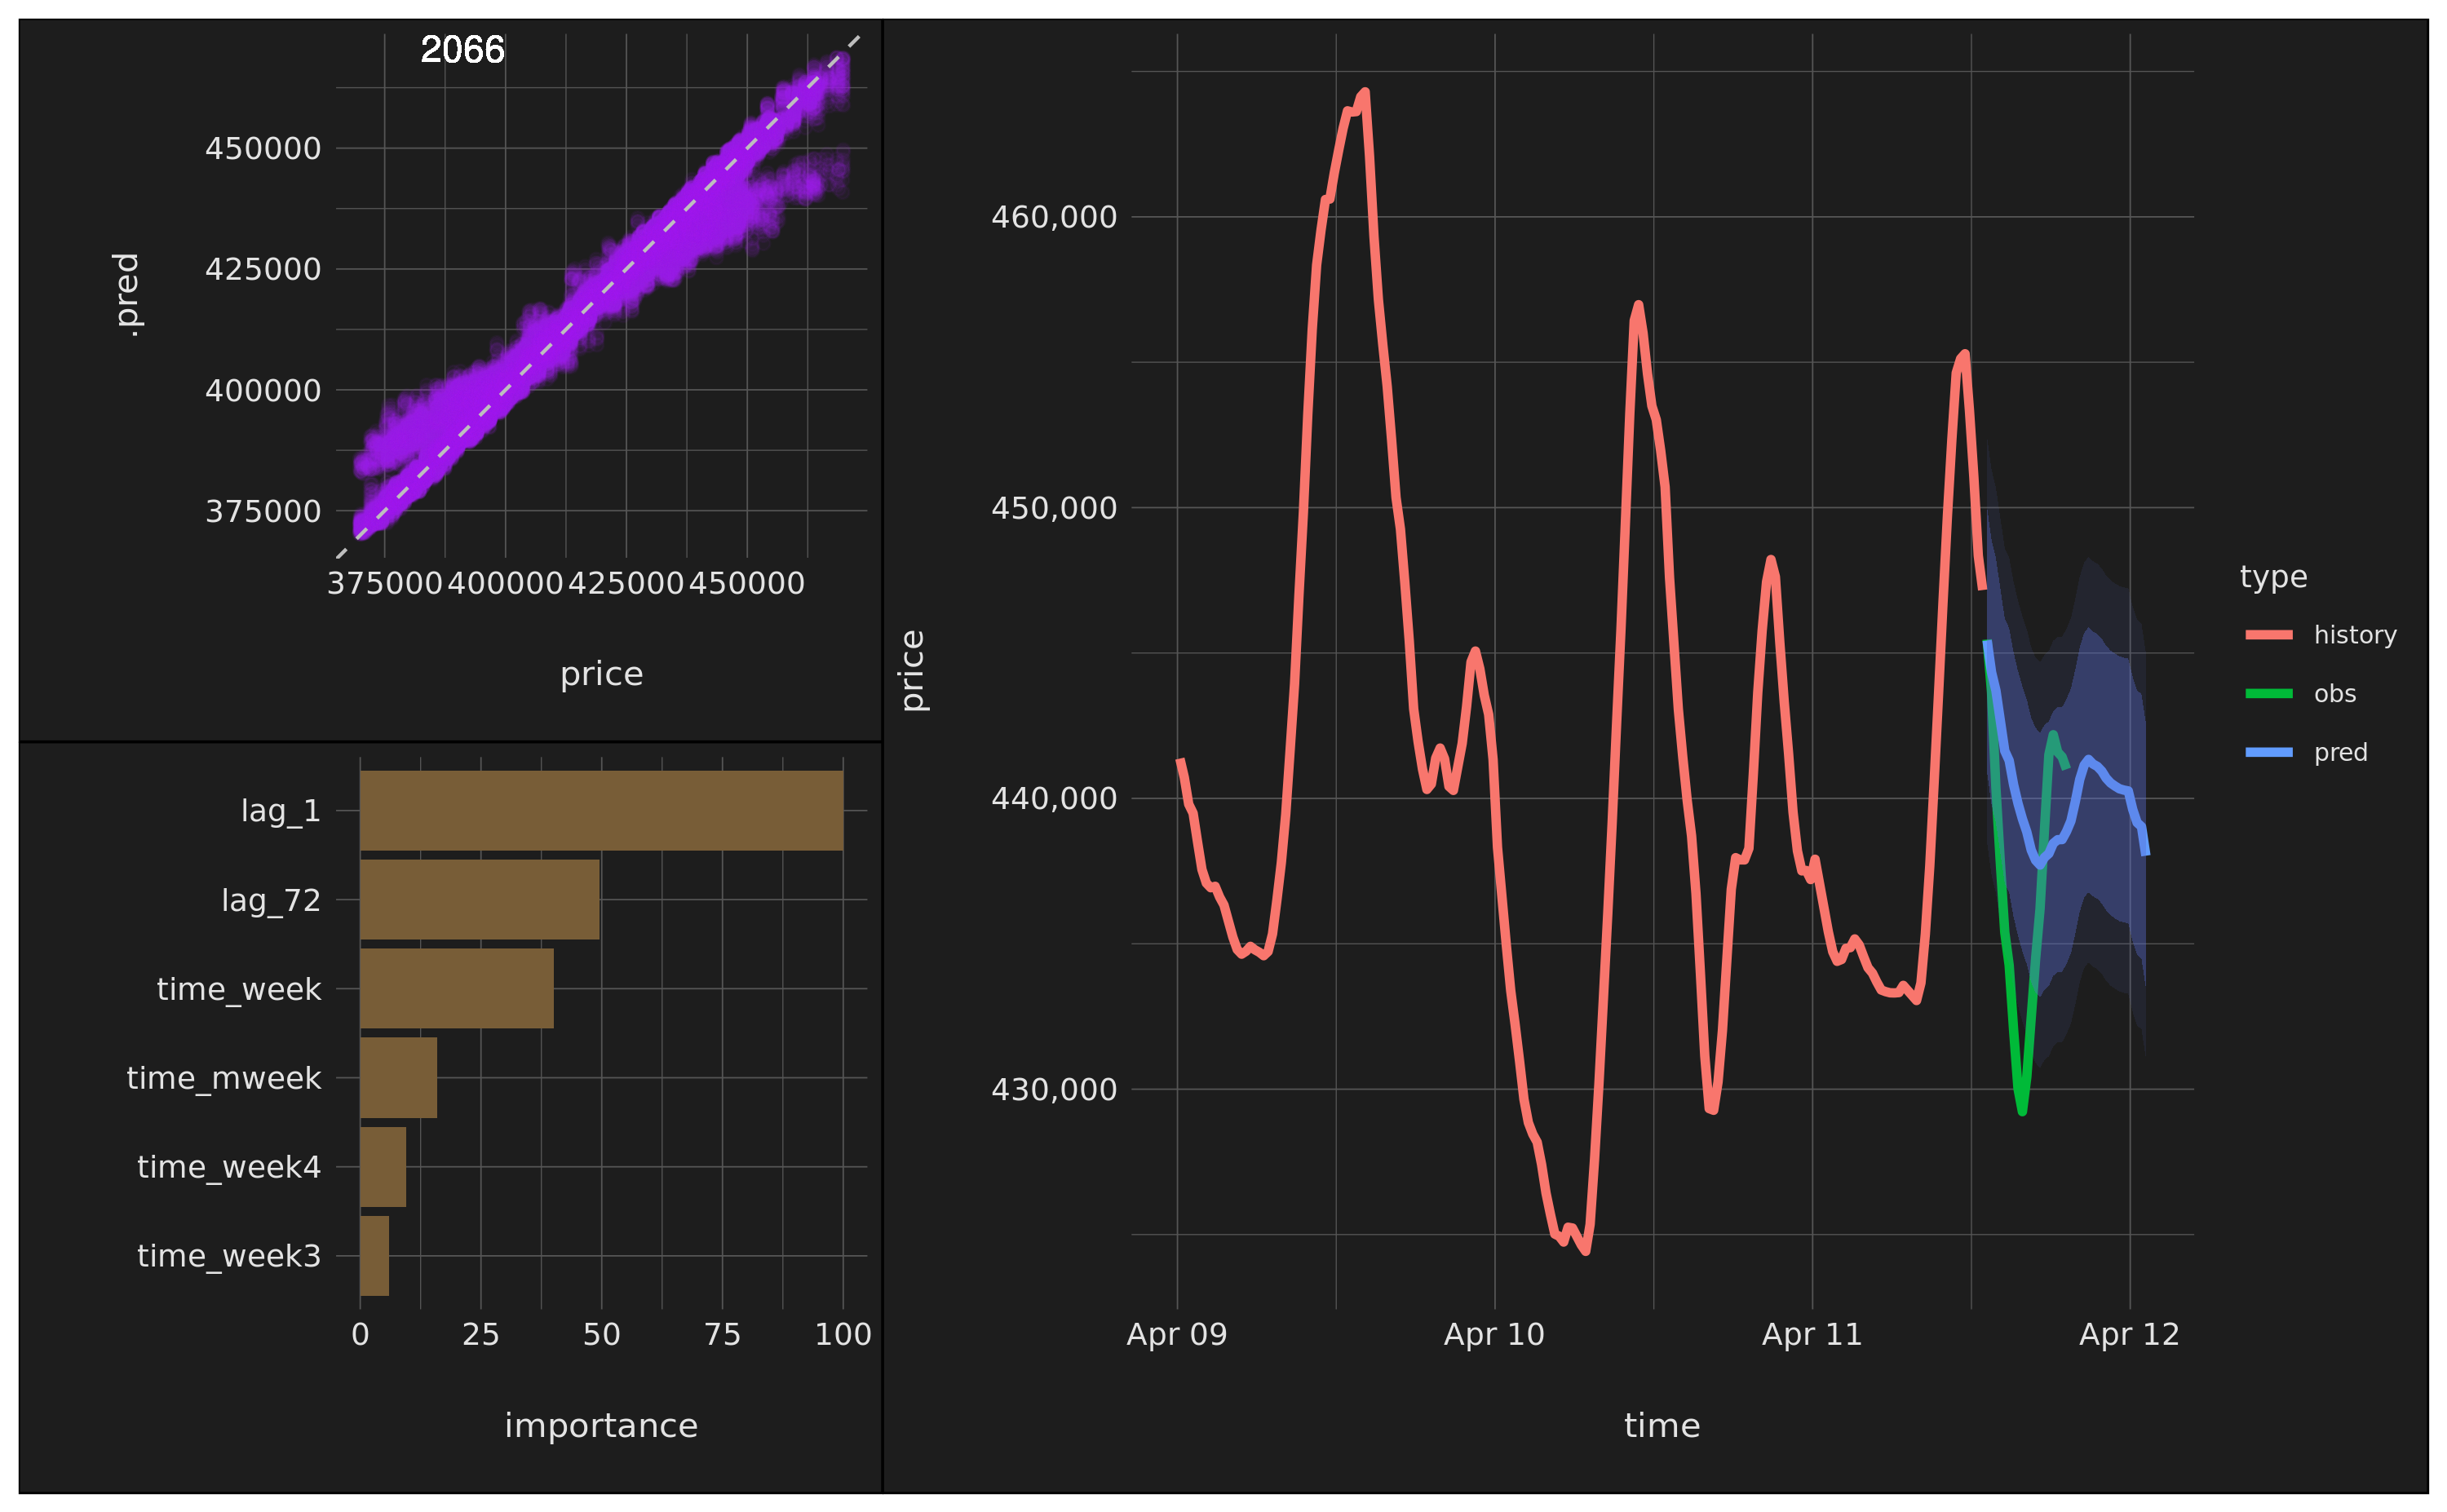 2066
450000
425000
400000
375000
.pred
375000 400000 425000 450000
price
lag_1
lag_72
time_week
time_mweek
time_week4
time_week3
0 25 50 75 100
importance
460,000
450,000
440,000
430,000
price
Apr 09 Apr 10 Apr 11 Apr 12
time
type
history
obs
pred